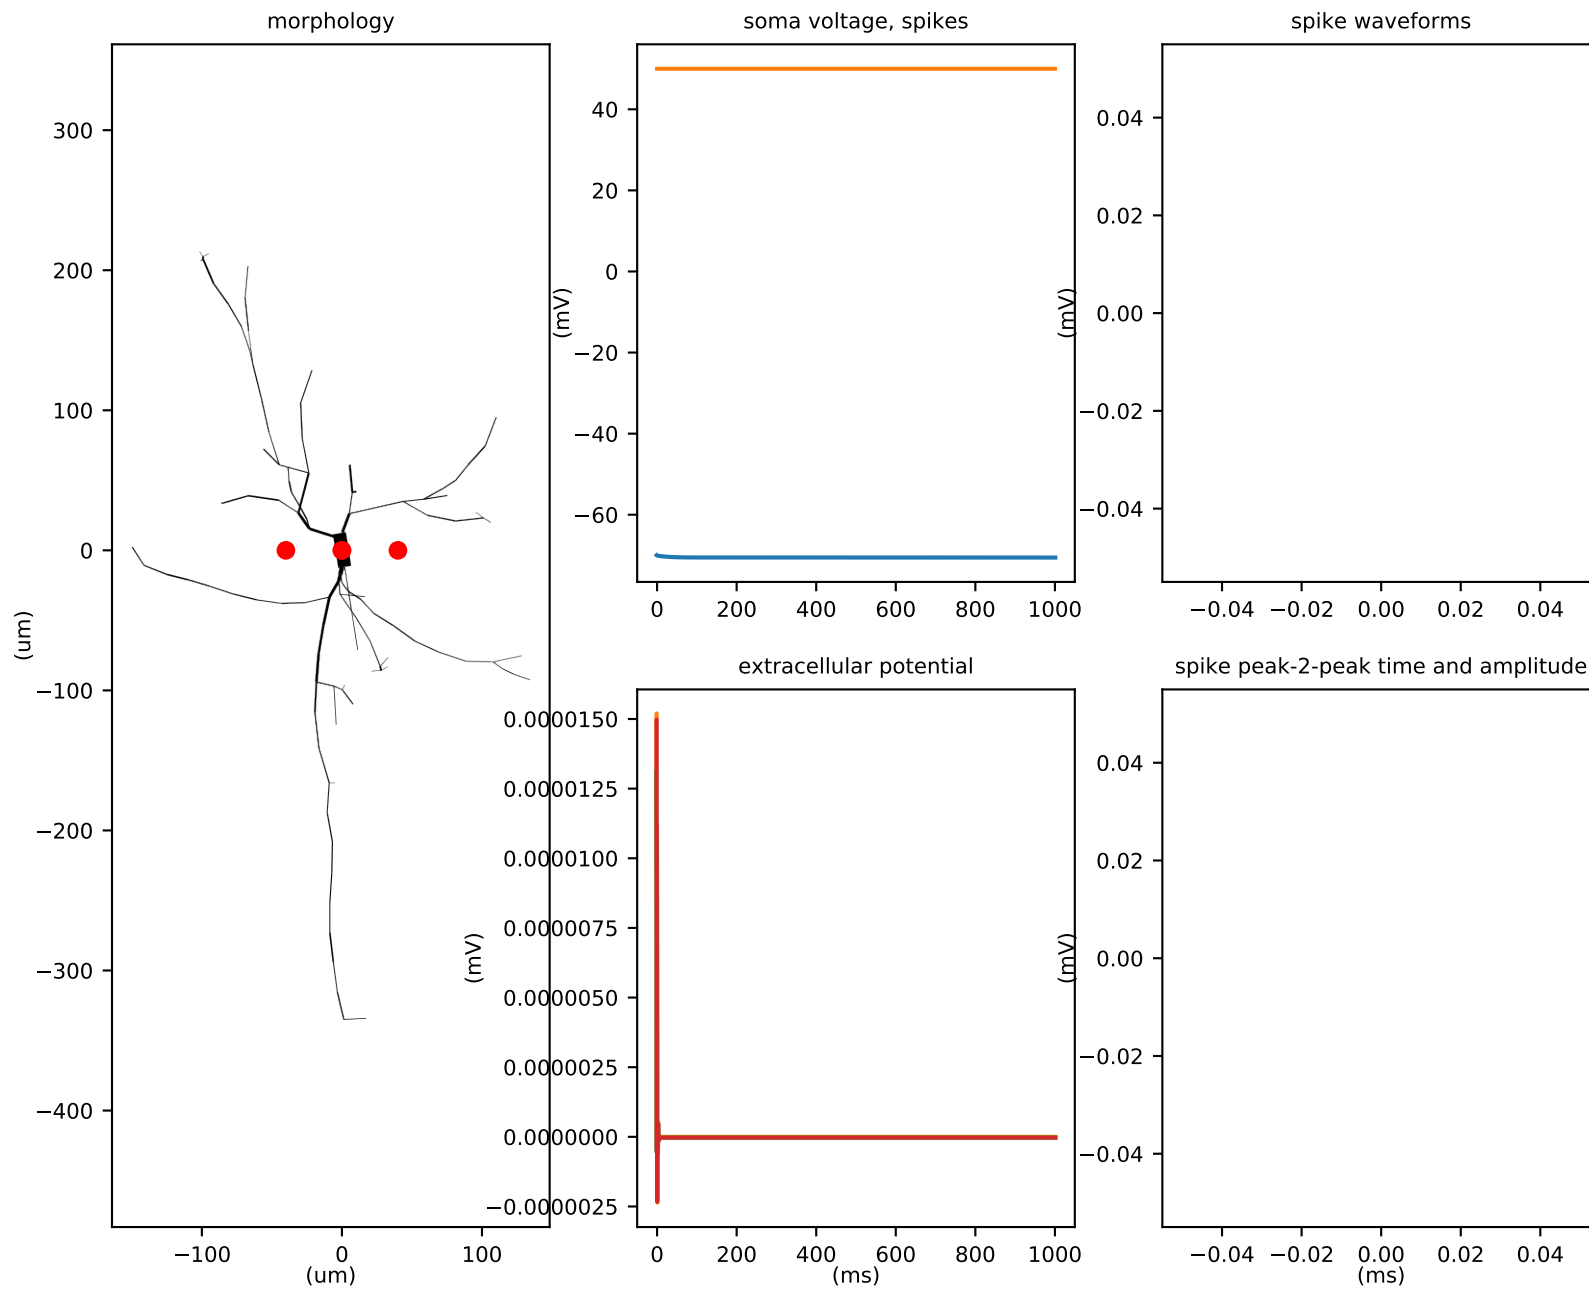 morphology
300
200
100
0
−100
−200
−300
−400
(um)
−100 0 100
(um)
soma voltage, spikes
40
20
0
−20
−40
−60
(mV)
0 200 400 600 800 1000
spike waveforms
0.04
0.02
0.00
−0.02
−0.04
(mV)
−0.04 −0.02 0.00 0.02 0.04
extracellular potential
0.0000150
0.0000125
0.0000100
0.0000075
0.0000050
0.0000025
0.0000000
−0.0000025
(mV)
0 200 400 600 800 1000
(ms)
spike peak-2-peak time and amplitude
0.04
0.02
0.00
−0.02
−0.04
(mV)
−0.04 −0.02 0.00 0.02 0.04
(ms)